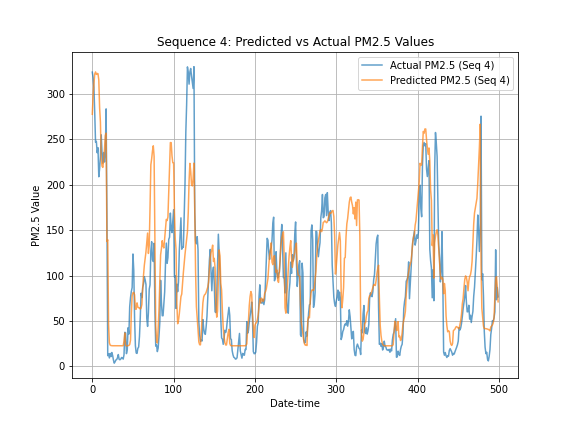 Sequence 4: Predicted vs Actual PM2.5 Values
Actual PM2.5 (Seq 4)
Predicted PM2.5 (Seq 4)
300
250
200
150
100
50
0
PM2.5 Value
0 100 200 300 400 500
Date-time